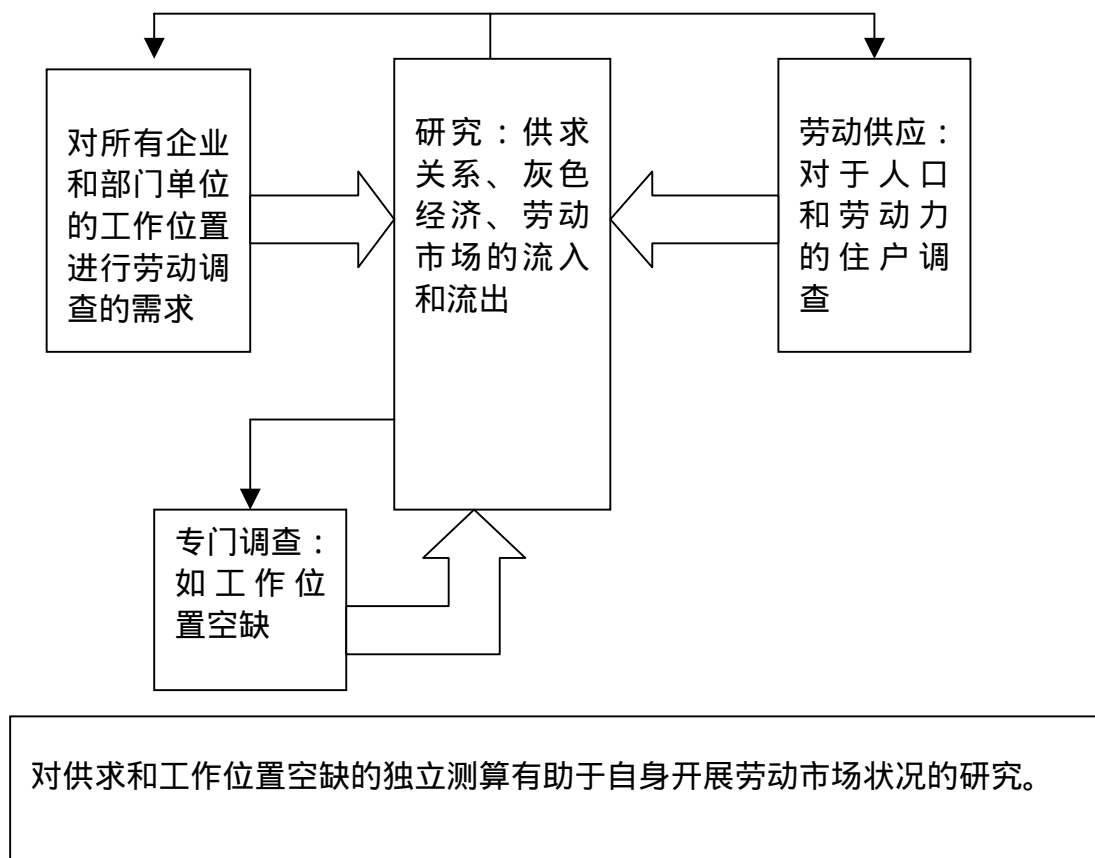 对所有企业
和部门单位
的工作位置
进行劳动调
查的需求
研究：供求
关系、灰色
经济、劳动
市场的流入
和流出
劳动供应：
对于人口
和劳动力
的住户调
查
专门调查：
如工作位
置空缺
对供求和工作位置空缺的独立测算有助于自身开展劳动市场状况的研究。